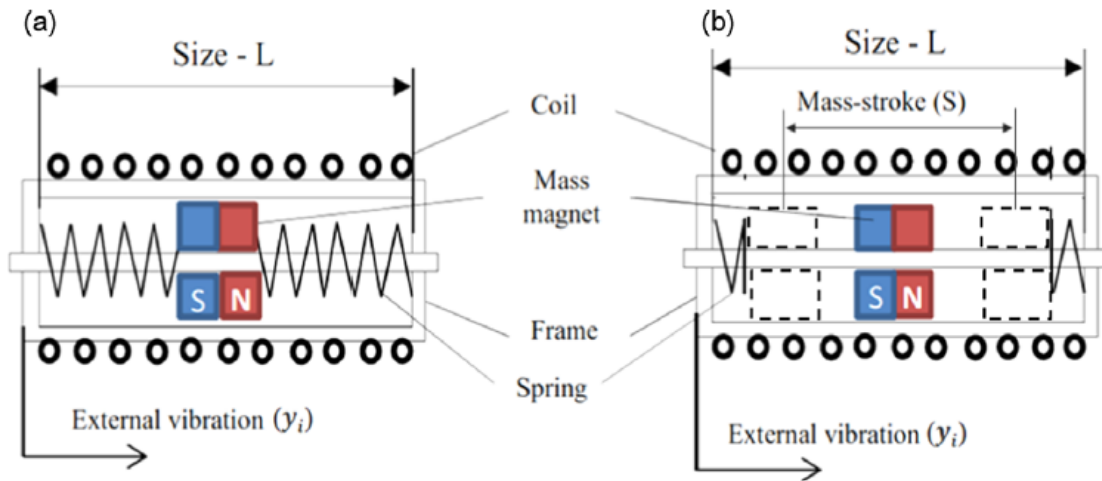 (a)
Size - L
Coil
Mass
magnet
S N
Frame
Spring
External vibration (yᵢ)
(b)
Size - L
Mass-stroke (S)
S N
External vibration (yᵢ)